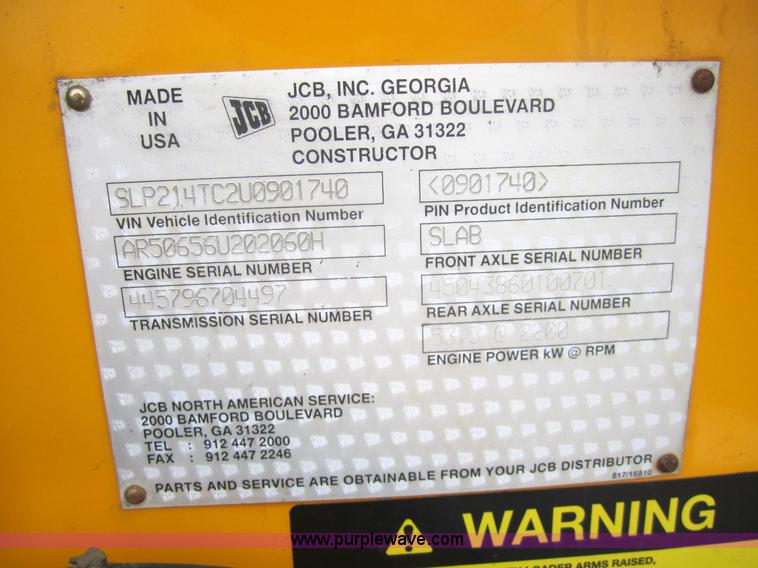 MADE
IN
USA
JCB
JCB, INC. GEORGIA
2000 BAMFORD BOULEVARD
POOLER, GA 31322
CONSTRUCTOR
SLP214TC2U0901740
VIN Vehicle Identification Number
<0901740>
PIN Product Identification Number
AR50656U202060H
ENGINE SERIAL NUMBER
SLAB
FRONT AXLE SERIAL NUMBER
445796704497
TRANSMISSION SERIAL NUMBER
45043860100701
REAR AXLE SERIAL NUMBER
53,3 @ 2200
ENGINE POWER kW @ RPM
JCB NORTH AMERICAN SERVICE:
2000 BAMFORD BOULEVARD
POOLER, GA 31322
TEL : 912 447 2000
FAX : 912 447 2246
PARTS AND SERVICE ARE OBTAINABLE FROM YOUR JCB DISTRIBUTOR
817/16810
WARNING
www.purplewave.com
LOADER ARMS RAISED,